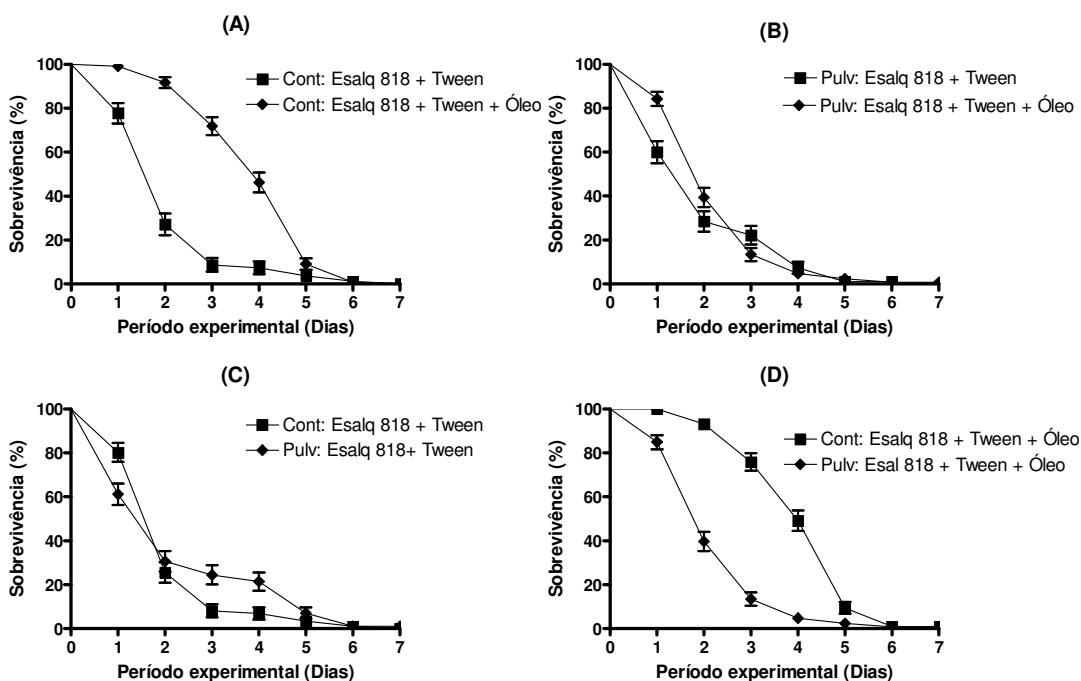 (A)
100
80
60
40
20
0
Sobrevivência (%)
Cont: Esalq 818 + Tween
Cont: Esalq 818 + Tween + Óleo
0 1 2 3 4 5 6 7
Período experimental (Dias)
(B)
100
80
60
40
20
0
Sobrevivência (%)
Pulv: Esalq 818 + Tween
Pulv: Esalq 818 + Tween + Óleo
0 1 2 3 4 5 6 7
Período experimental (Dias)
(C)
100
80
60
40
20
0
Sobrevivência (%)
Cont: Esalq 818 + Tween
Pulv: Esalq 818+ Tween
0 1 2 3 4 5 6 7
Período experimental (Dias)
(D)
100
80
60
40
20
0
Sobrevivência (%)
Cont: Esalq 818 + Tween + Óleo
Pulv: Esal 818 + Tween + Óleo
0 1 2 3 4 5 6 7
Período experimental (Dias)